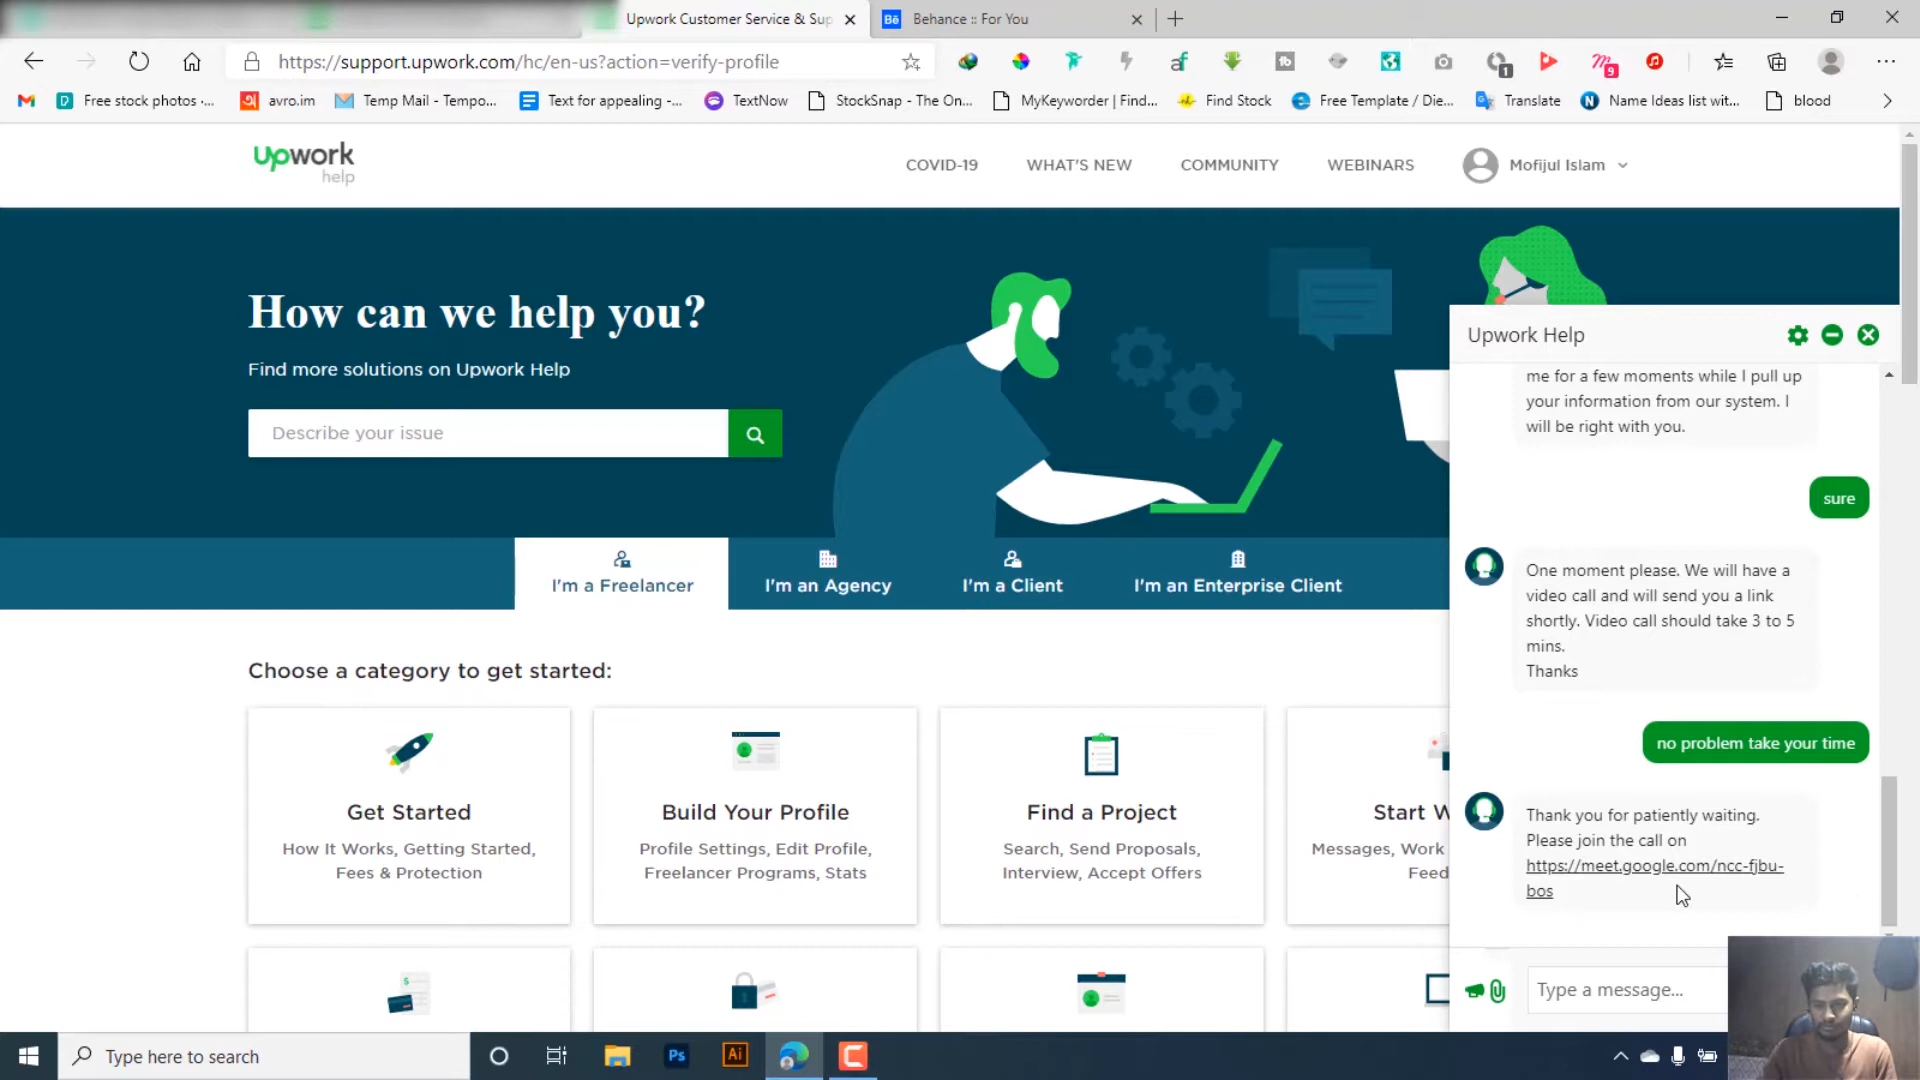 Upwork Customer Service & Sup
Bē
Behance :: For You
https://support.upwork.com/hc/en-us?action=verify-profile
af
1
9
Free stock photos ·...
avro.im
Temp Mail - Tempo...
Text for appealing -...
TextNow
StockSnap - The On...
MyKeyworder | Find...
Find Stock
Free Template / Die...
Translate
Name Ideas list wit...
blood
Upwork
help
COVID-19
WHAT'S NEW
COMMUNITY
WEBINARS
Mofijul Islam
How can we help you?
Find more solutions on Upwork Help
Describe your issue
I'm a Freelancer
I'm an Agency
I'm a Client
I'm an Enterprise Client
Choose a category to get started:
Get Started
How It Works, Getting Started,
Fees & Protection
Build Your Profile
Profile Settings, Edit Profile,
Freelancer Programs, Stats
Find a Project
Search, Send Proposals,
Interview, Accept Offers
Start W
Messages, Work
Feed
Upwork Help
me for a few moments while I pull up
your information from our system. I
will be right with you.
sure
One moment please. We will have a
video call and will send you a link
shortly. Video call should take 3 to 5
mins.
Thanks
no problem take your time
Thank you for patiently waiting.
Please join the call on
https://meet.google.com/ncc-fjbu-
bos
Type a message...
Type here to search
Ps
Ai